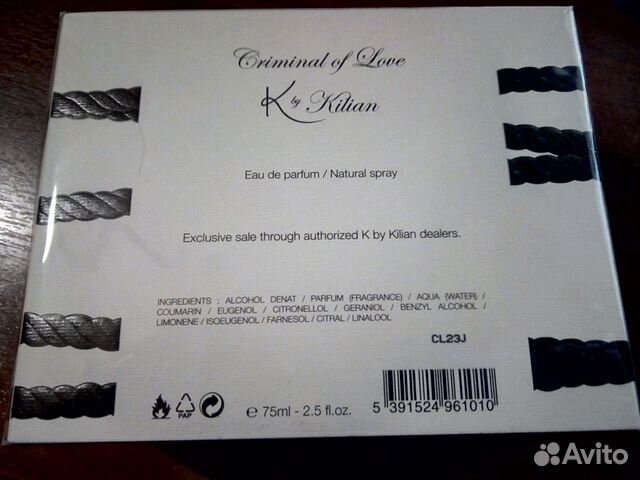 Criminal of Love
K by Kilian
Eau de parfum / Natural spray
Exclusive sale through authorized K by Kilian dealers.
INGREDIENTS : ALCOHOL DENAT / PARFUM (FRAGRANCE) / AQUA (WATER) /
COUMARIN / EUGENOL / CITRONELLOL / GERANIOL / BENZYL ALCOHOL /
LIMONENE / ISOEUGENOL / FARNESOL / CITRAL / LINALOOL
CL23J
PAP
e 75ml - 2.5 fl.oz.
5 391524 961010
Avito